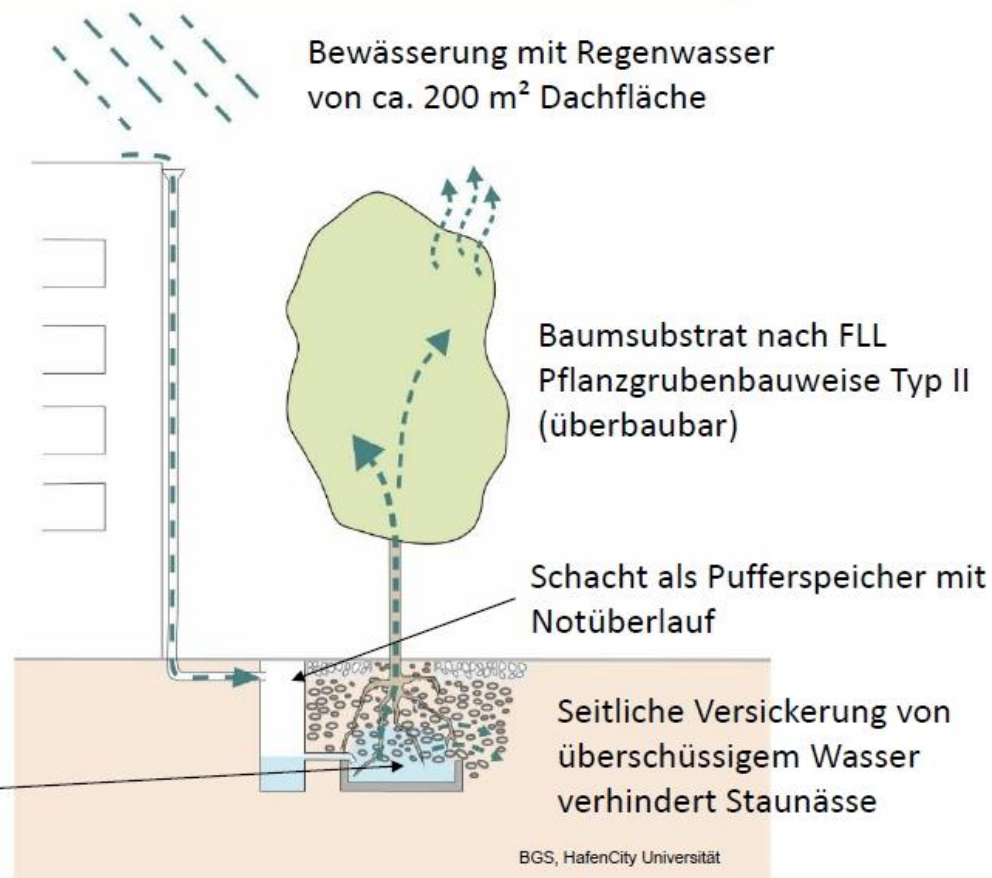 Bewässerung mit Regenwasser
von ca. 200 m² Dachfläche
Baumsubstrat nach FLL
Pflanzgrubenbauweise Typ II
(überbaubar)
Schacht als Pufferspeicher mit
Notüberlauf
Seitliche Versickerung von
überschüssigem Wasser
verhindert Staunässe
BGS, HafenCity Universität